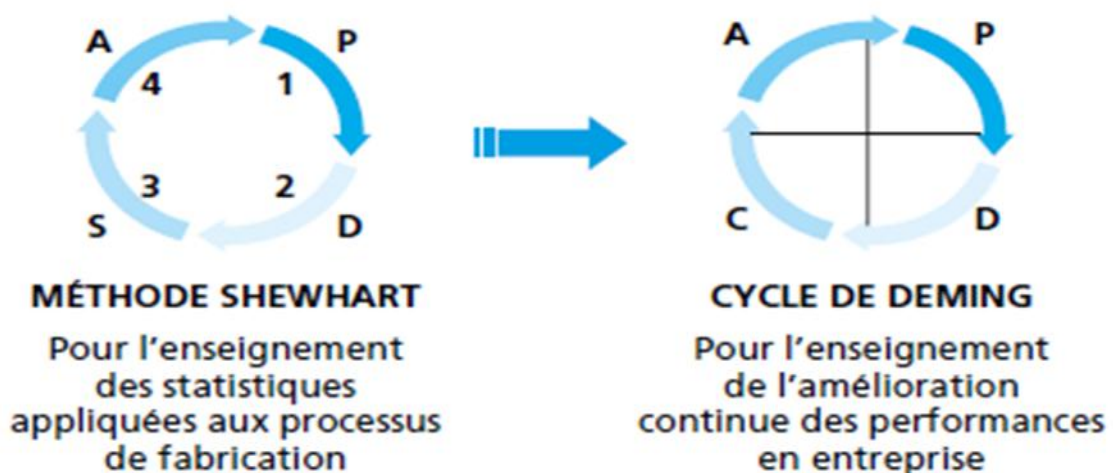 A
P
4
1
3
2
S
D
MÉTHODE SHEWHART
Pour l'enseignement
des statistiques
appliquées aux processus
de fabrication
A
P
C
D
CYCLE DE DEMING
Pour l'enseignement
de l'amélioration
continue des performances
en entreprise